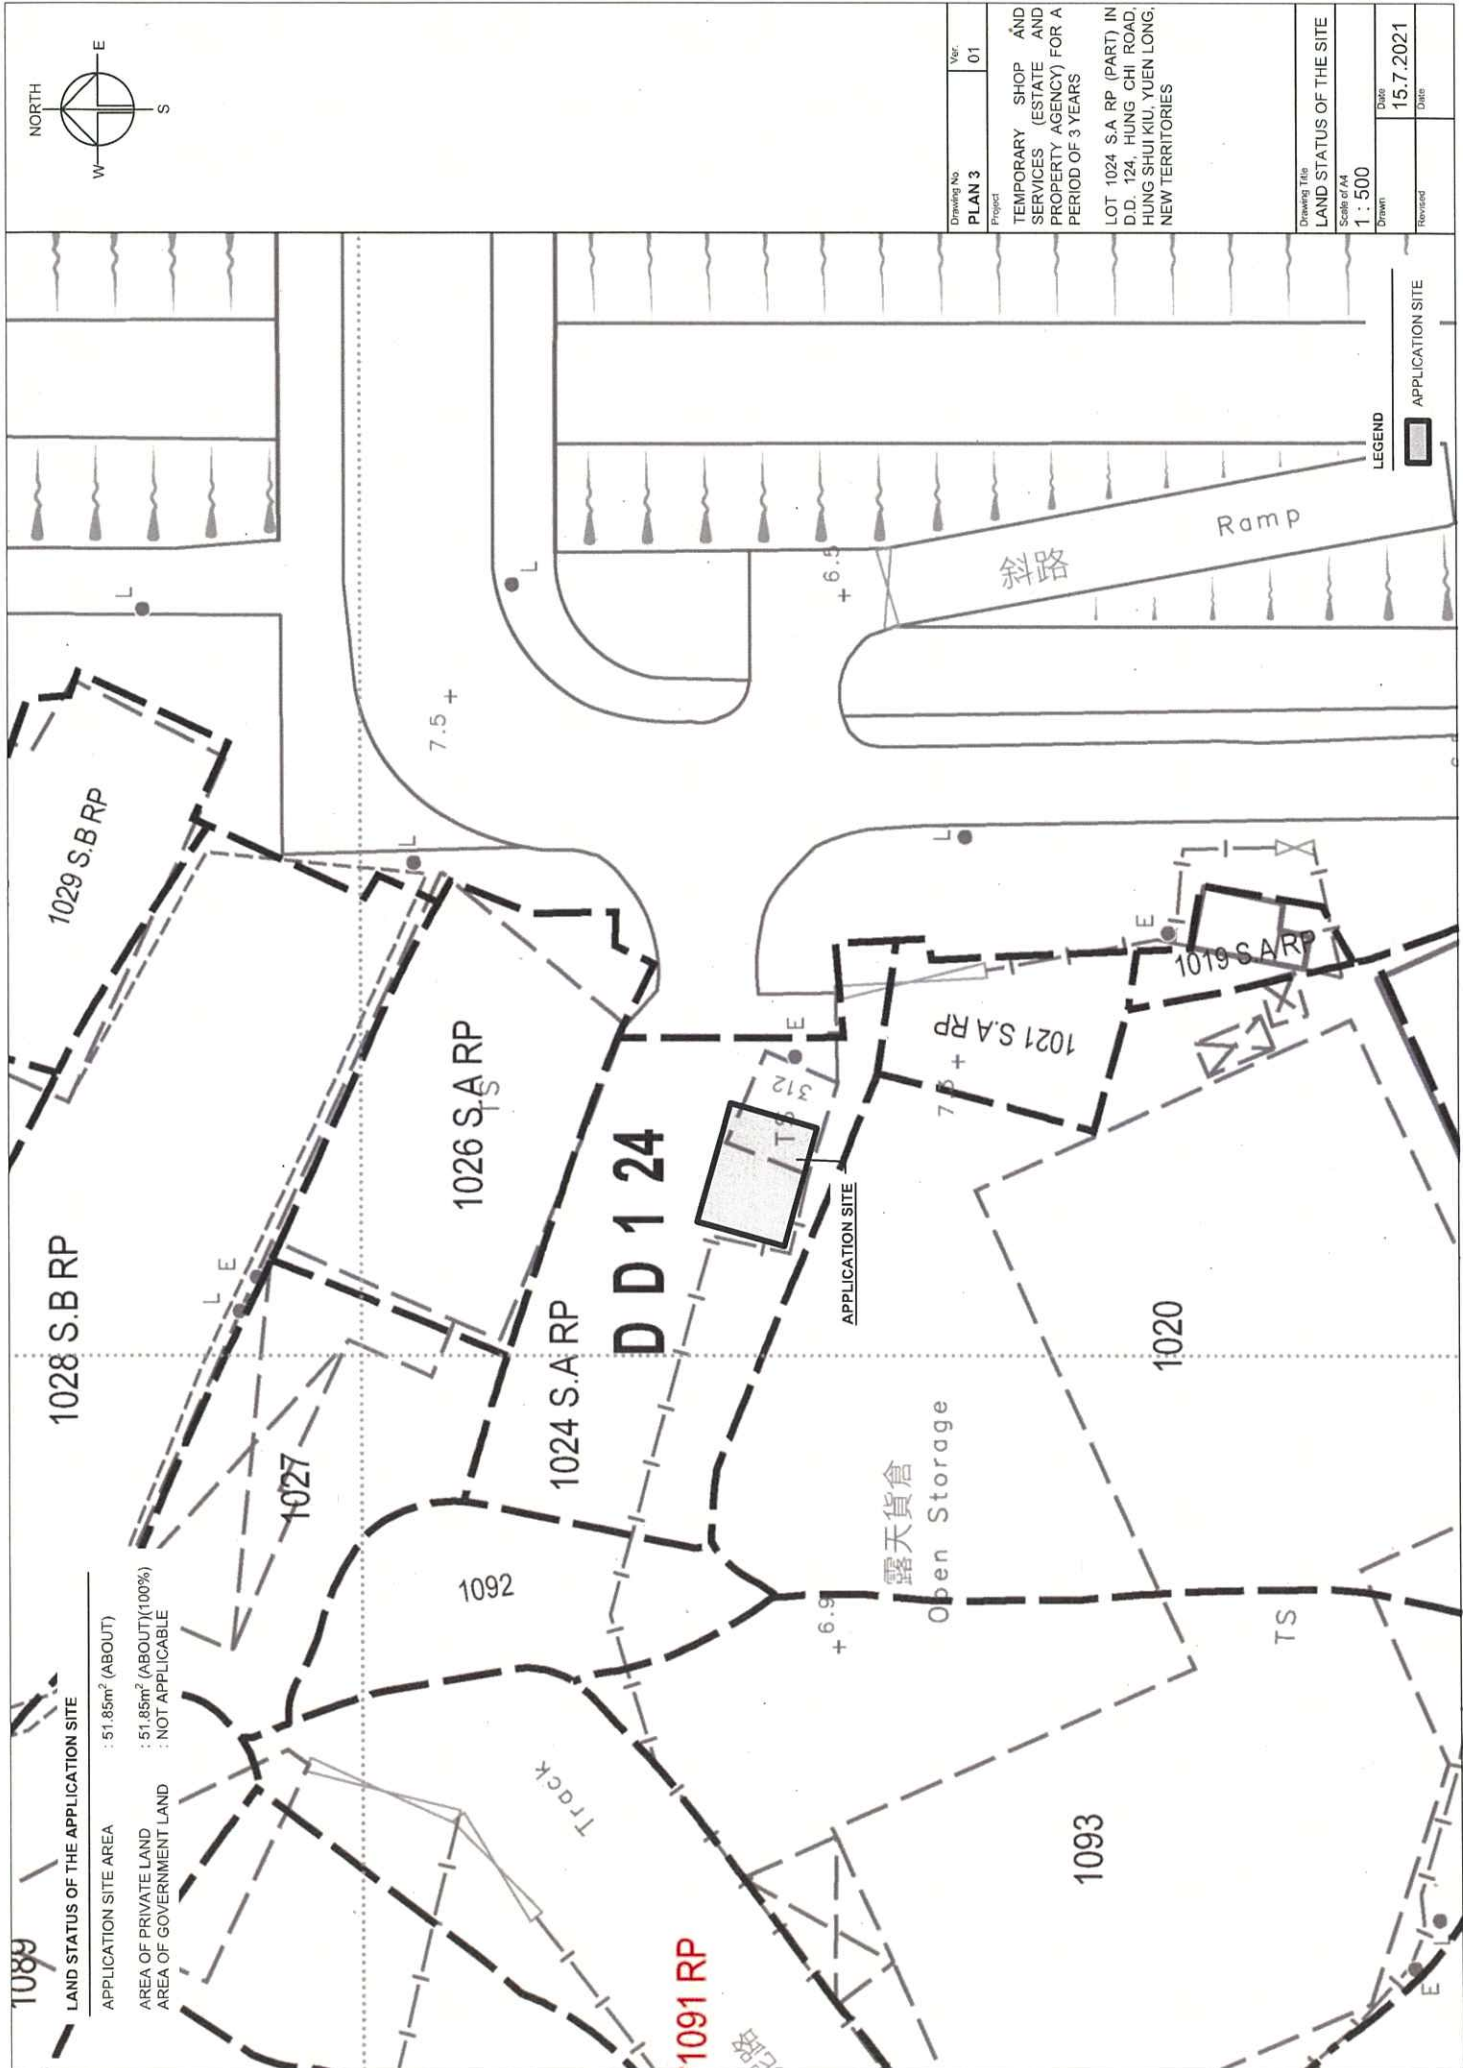 LAND STATUS OF THE APPLICATION SITE
APPLICATION SITE AREA : 51.85m² (ABOUT)
AREA OF PRIVATE LAND : 51.85m² (ABOUT)(100%)
AREA OF GOVERNMENT LAND : NOT APPLICABLE
NORTH
W
E
S
1089
1028 S.B RP
1029 S.B RP
L
L
E
L
1027
1026 S.A RP
TS
7.5
L
1092
1024 S.A RP
D D 1 24
Track
1091 RP
312
E
TS
APPLICATION SITE
+ 6.5
+ 6.9
露天貨倉
Open Storage
1021 S.A RP
L
斜路
Ramp
1020
1093
1019 S.A RP
E
TS
E
L
LEGEND
APPLICATION SITE
Drawing No.
PLAN 3
Ver.
01
Project
TEMPORARY SHOP AND
SERVICES (ESTATE AND
PROPERTY AGENCY) FOR A
PERIOD OF 3 YEARS
LOT 1024 S.A RP (PART) IN
D.D. 124, HUNG CHI ROAD,
HUNG SHUI KIU, YUEN LONG,
NEW TERRITORIES
Drawing Title
LAND STATUS OF THE SITE
Scale of A4
1 : 500
Drawn
Date
15.7.2021
Revised
Date